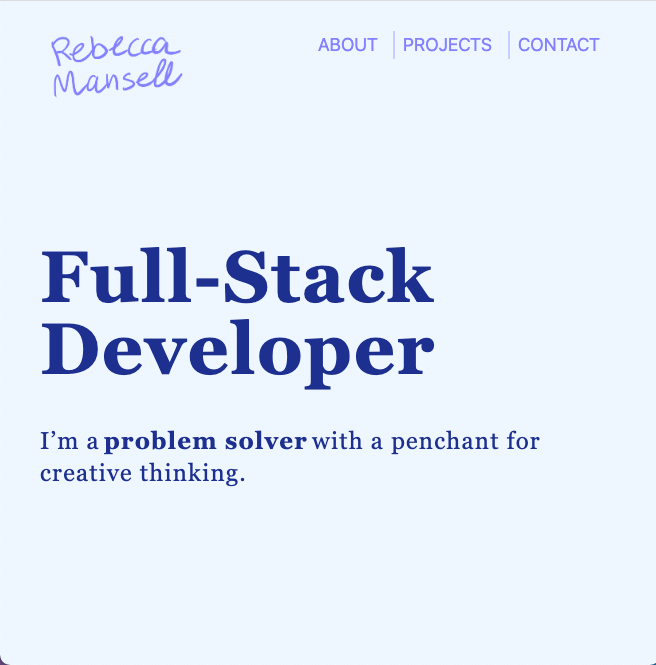 Rebecca
Mansell
ABOUT
PROJECTS
CONTACT
Full-Stack
Developer
I’m a problem solver with a penchant for
creative thinking.